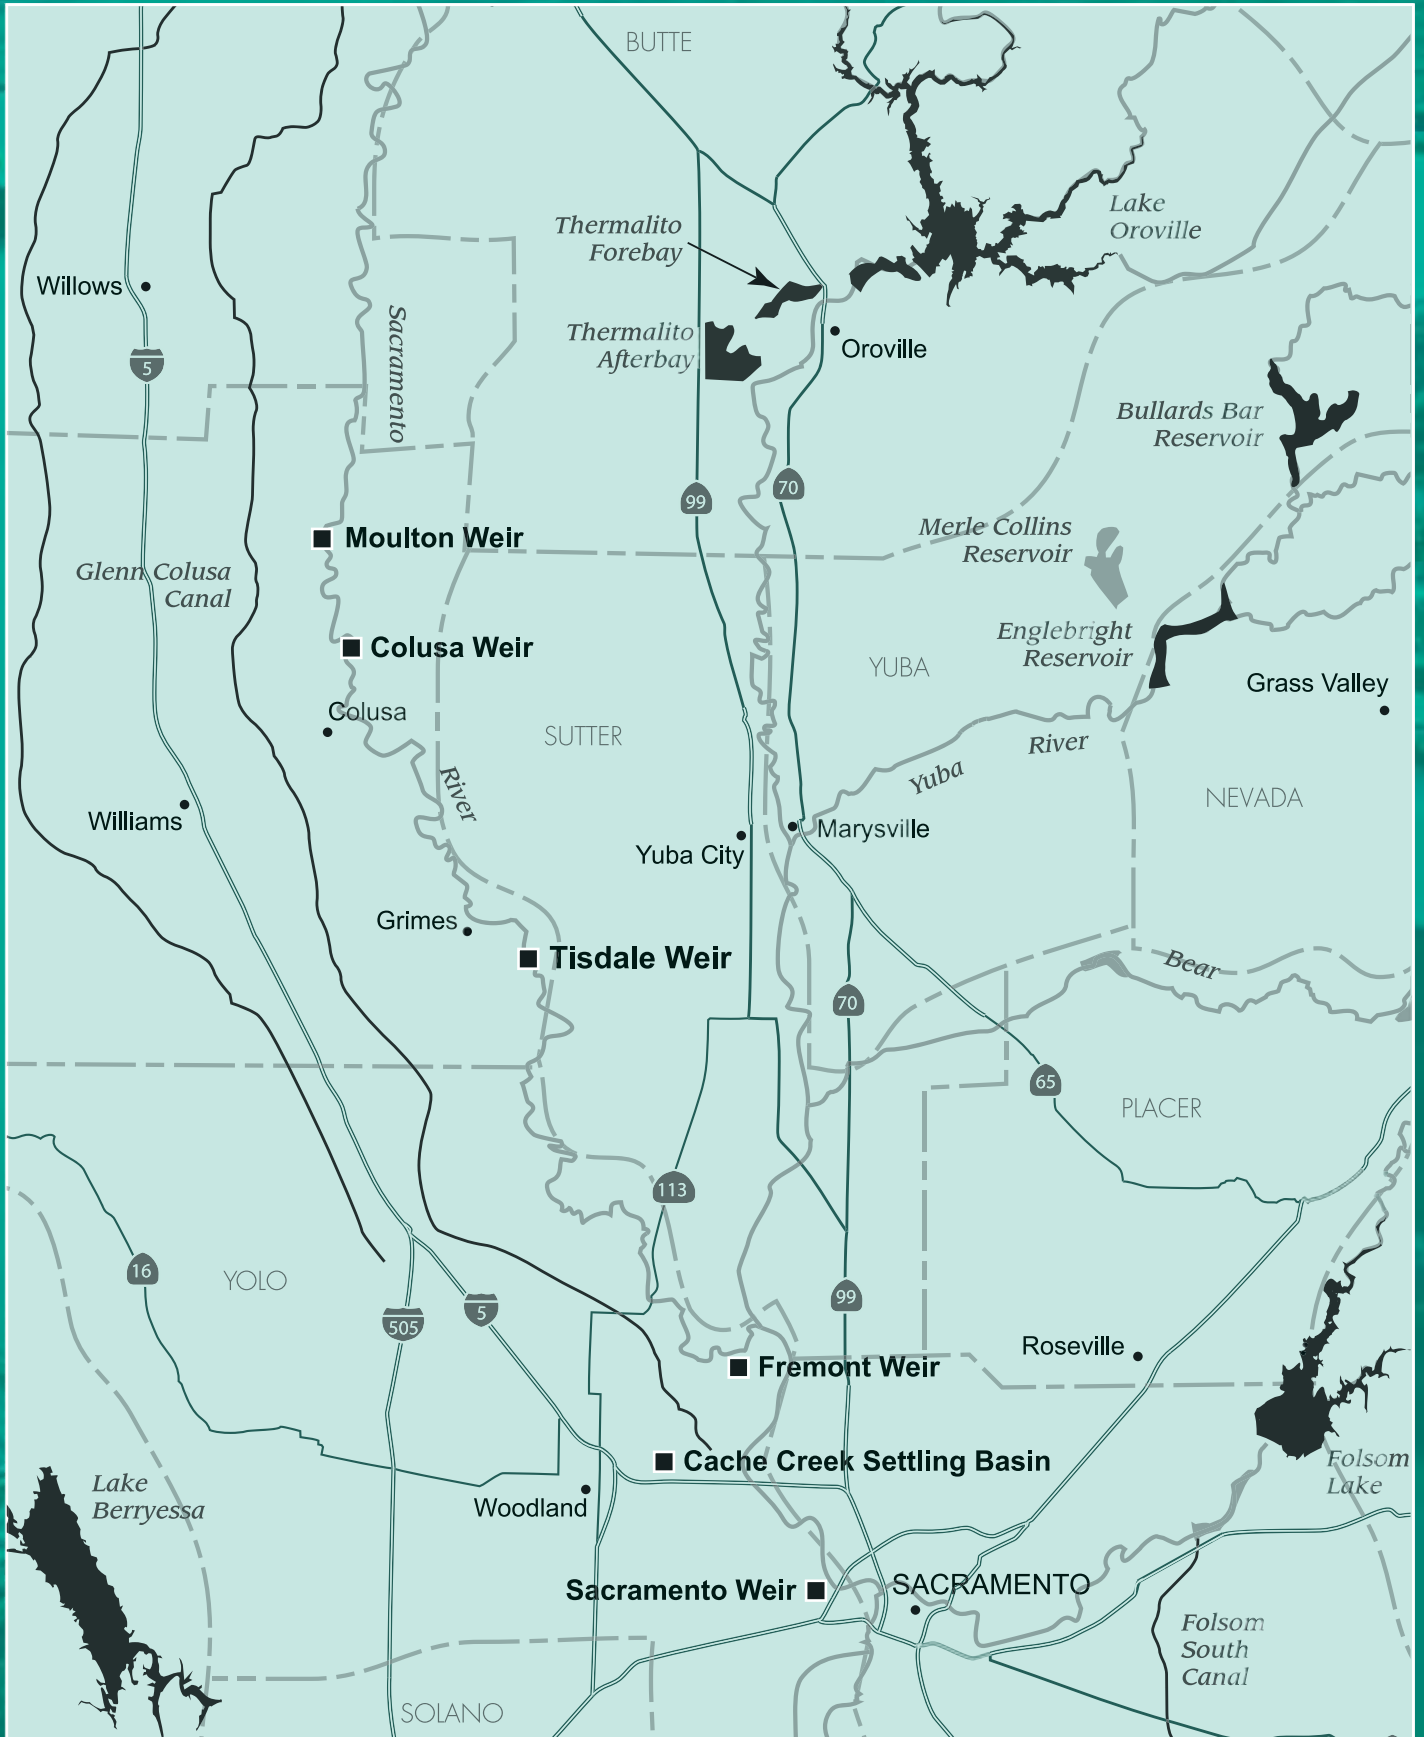 BUTTE
Lake
Oroville
Thermalito
Forebay
Willows
Sacramento
Thermalito
Afterbay
Oroville
5
Bullards Bar
Reservoir
99
70
Merle Collins
Reservoir
Moulton Weir
Glenn Colusa
Canal
Englebright
Reservoir
Colusa Weir
YUBA
Grass Valley
Colusa
SUTTER
River
Yuba
River
NEVADA
Williams
Marysville
Yuba City
Grimes
Tisdale Weir
Bear
70
65
PLACER
113
16
YOLO
99
5
505
Roseville
Fremont Weir
Cache Creek Settling Basin
Folsom
Lake
Lake
Berryessa
Woodland
Sacramento Weir
SACRAMENTO
Folsom
South
Canal
SOLANO